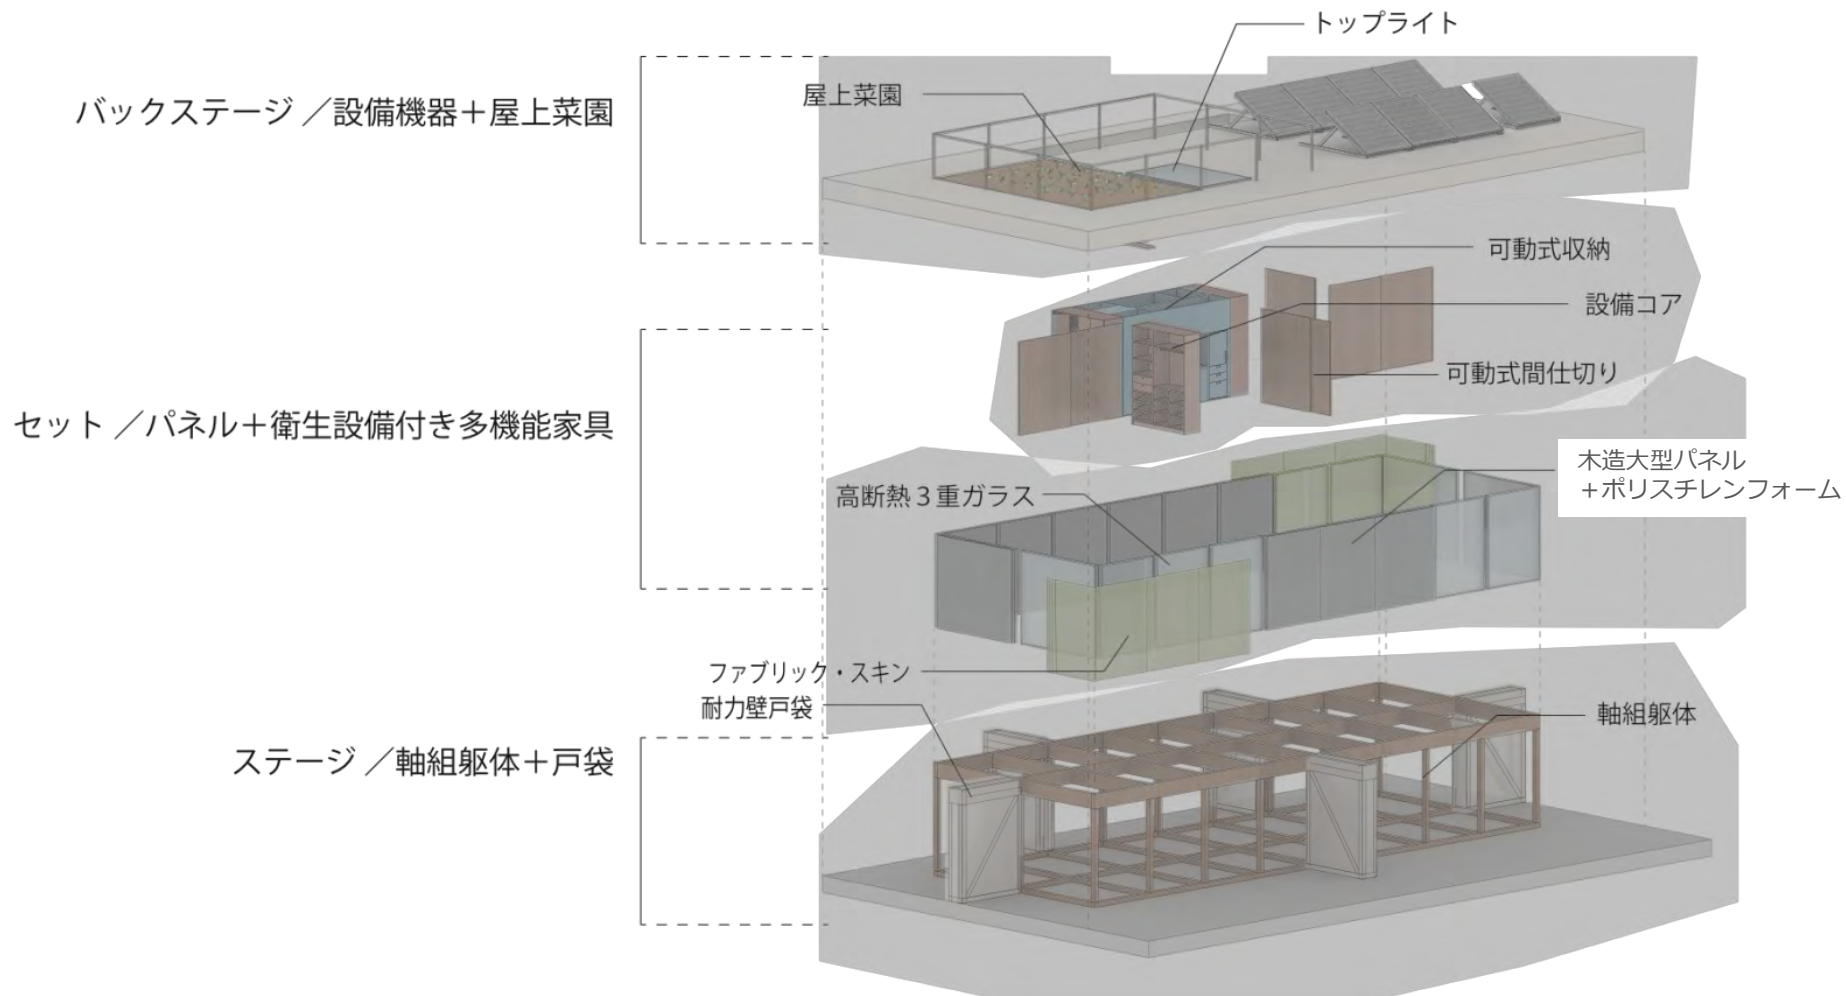 トップライト
バックステージ ／設備機器＋屋上菜園
屋上菜園
可動式収納
設備コア
可動式間仕切り
セット ／パネル＋衛生設備付き多機能家具
木造大型パネル
＋ポリスチレンフォーム
高断熱３重ガラス
ファブリック・スキン
耐力壁戸袋
軸組躯体
ステージ ／軸組躯体＋戸袋